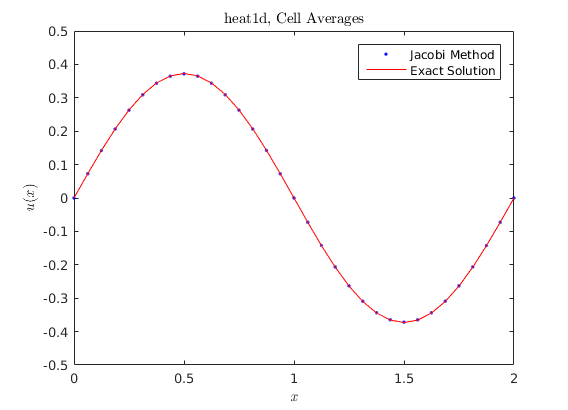 heat1d, Cell Averages
Jacobi Method
Exact Solution
0.5
0.4
0.3
0.2
0.1
0
-0.1
-0.2
-0.3
-0.4
-0.5
u(x)
0 0.5 1 1.5 2
x